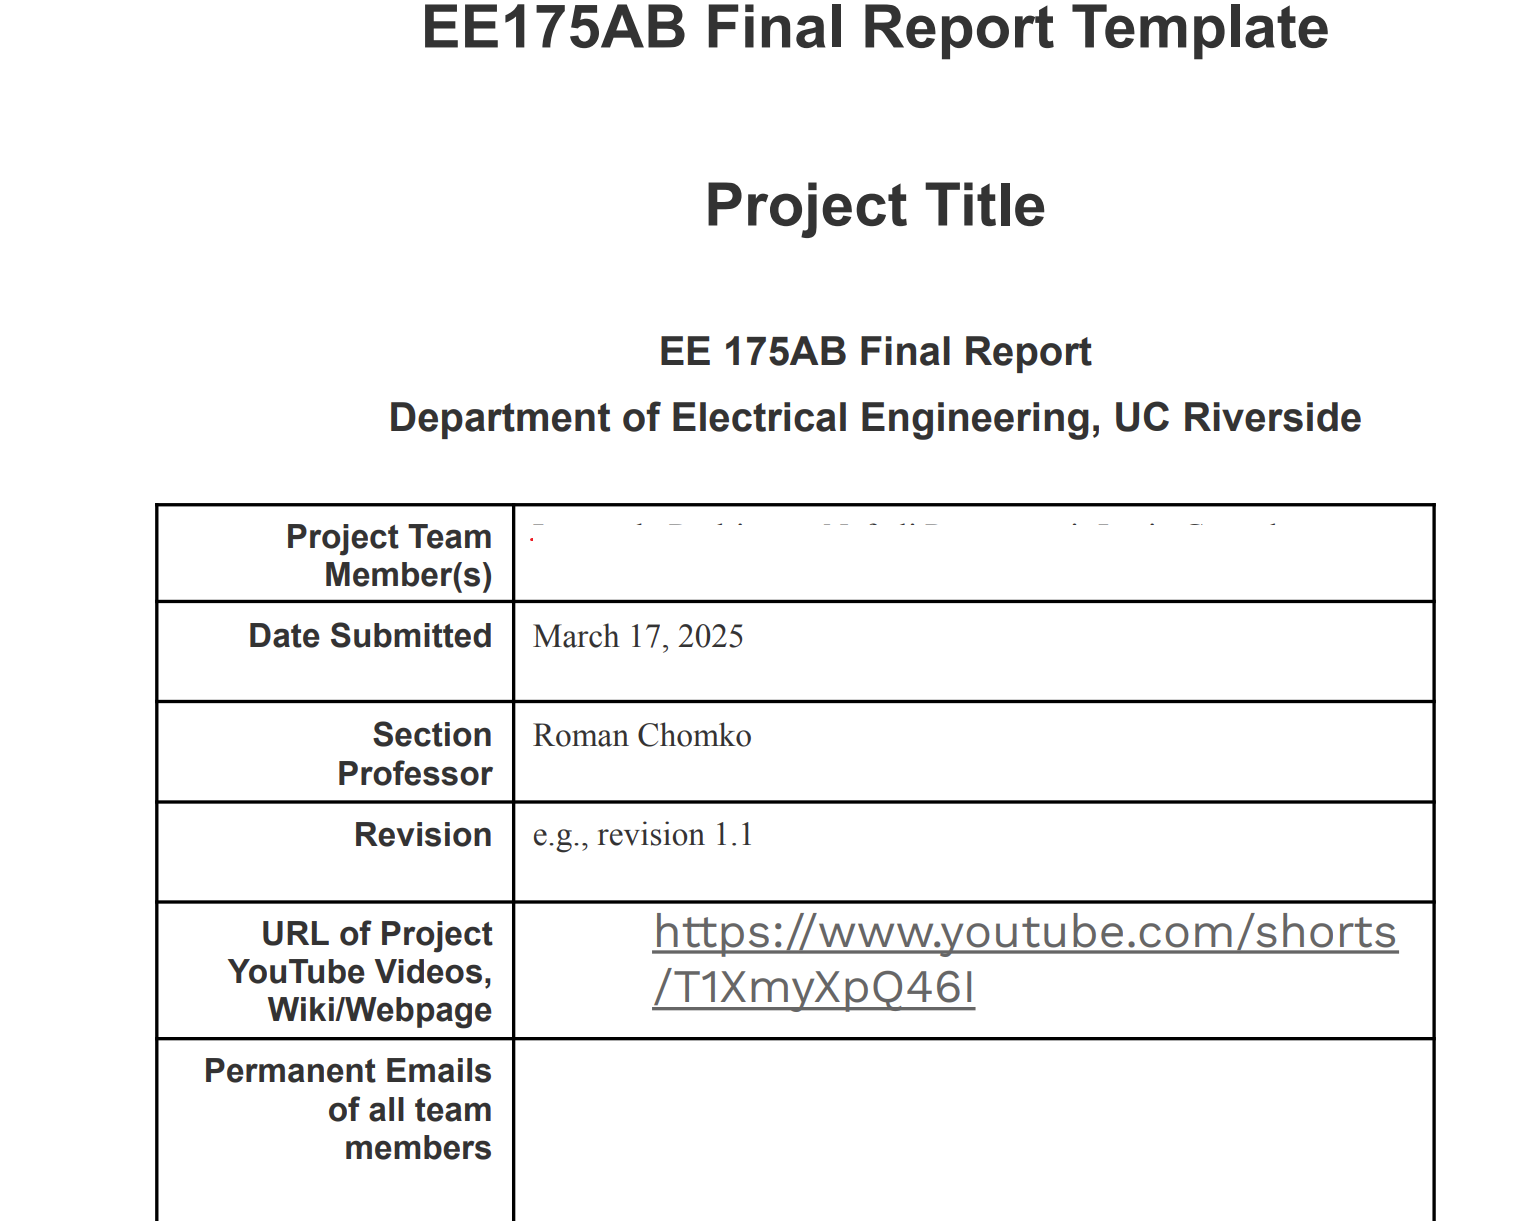 EE175AB Final Report Template
Project Title
EE 175AB Final Report
Department of Electrical Engineering, UC Riverside
Project Team
Member(s)
Date Submitted
March 17, 2025
Section
Professor
Roman Chomko
Revision
e.g., revision 1.1
URL of Project
YouTube Videos,
Wiki/Webpage
https://www.youtube.com/shorts
/T1XmyXpQ46I
Permanent Emails
of all team
members